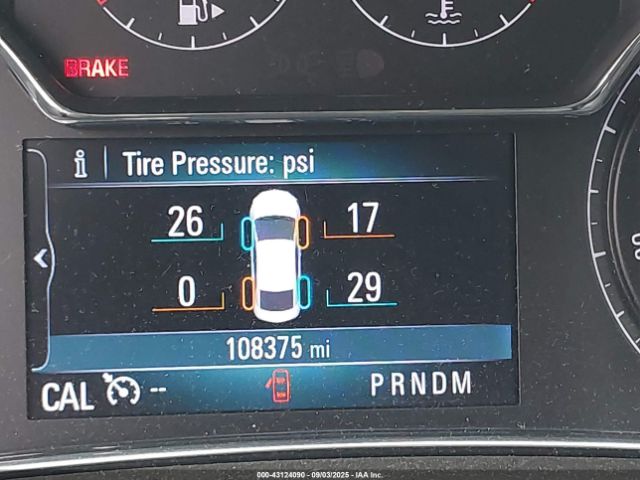 BRAKE
i Tire Pressure: psi
26 17
0 29
108375 mi
CAL -- PRNDM
000-43124090 - 09/03/2025 - IAA Inc.